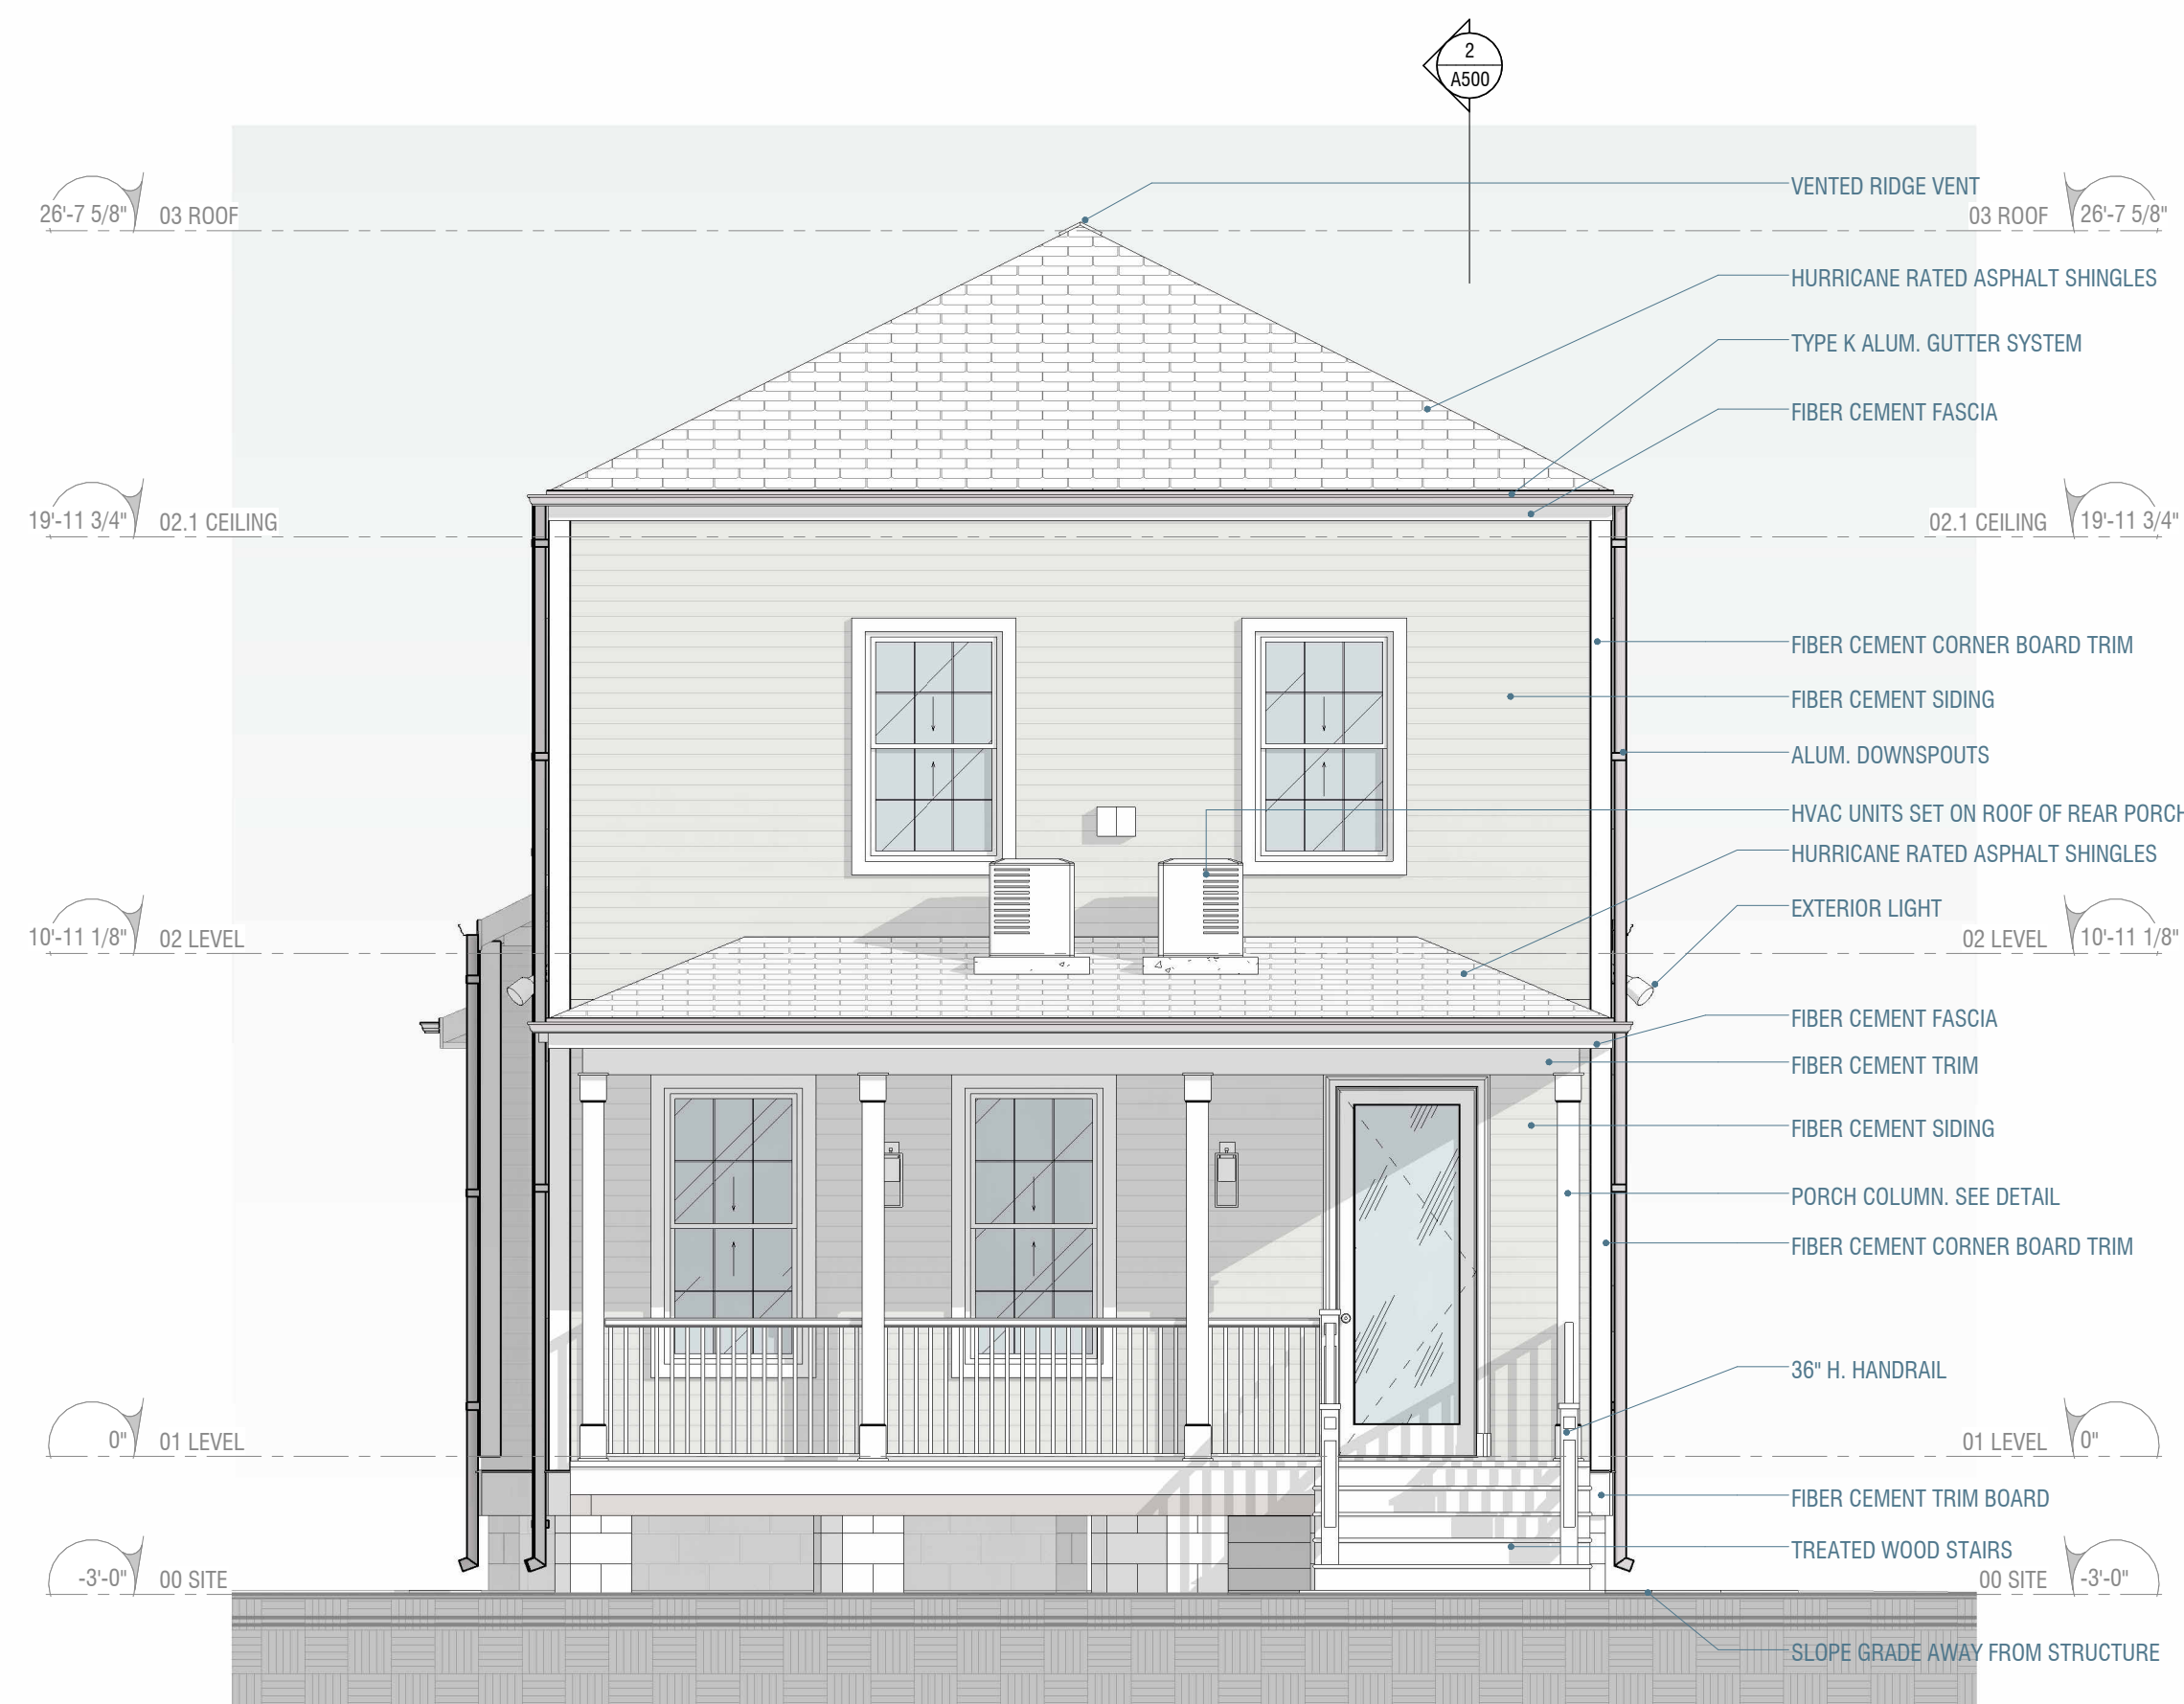 2
A500
VENTED RIDGE VENT
26'-7 5/8" 03 ROOF
03 ROOF 26'-7 5/8"
HURRICANE RATED ASPHALT SHINGLES
TYPE K ALUM. GUTTER SYSTEM
FIBER CEMENT FASCIA
19'-11 3/4" 02.1 CEILING
02.1 CEILING 19'-11 3/4"
FIBER CEMENT CORNER BOARD TRIM
FIBER CEMENT SIDING
ALUM. DOWNSPOUTS
HVAC UNITS SET ON ROOF OF REAR PORCH
HURRICANE RATED ASPHALT SHINGLES
EXTERIOR LIGHT
10'-11 1/8" 02 LEVEL
02 LEVEL 10'-11 1/8"
FIBER CEMENT FASCIA
FIBER CEMENT TRIM
FIBER CEMENT SIDING
PORCH COLUMN. SEE DETAIL
FIBER CEMENT CORNER BOARD TRIM
36" H. HANDRAIL
0" 01 LEVEL
01 LEVEL 0"
FIBER CEMENT TRIM BOARD
TREATED WOOD STAIRS
-3'-0" 00 SITE
00 SITE -3'-0"
SLOPE GRADE AWAY FROM STRUCTURE